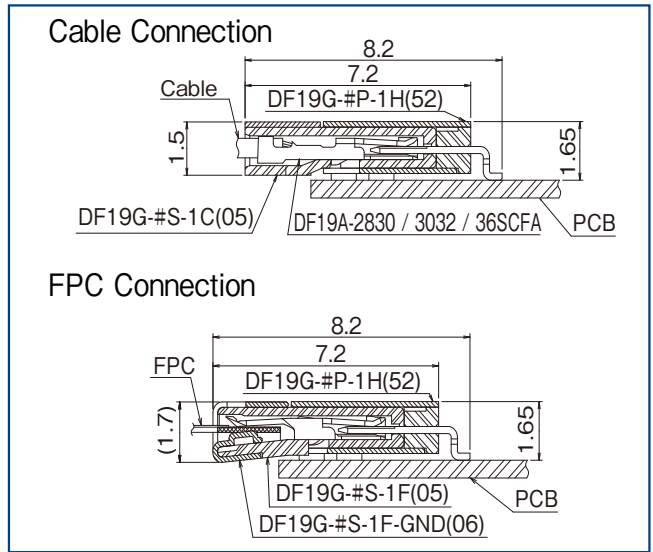 Cable Connection
8.2
7.2
DF19G-#P-1H(52)
Cable
1.5
1.65
DF19G-#S-1C(05)
DF19A-2830 / 3032 / 36SCFA
PCB
FPC Connection
8.2
7.2
FPC
DF19G-#P-1H(52)
(1.7)
1.65
DF19G-#S-1F(05)
PCB
DF19G-#S-1F-GND(06)